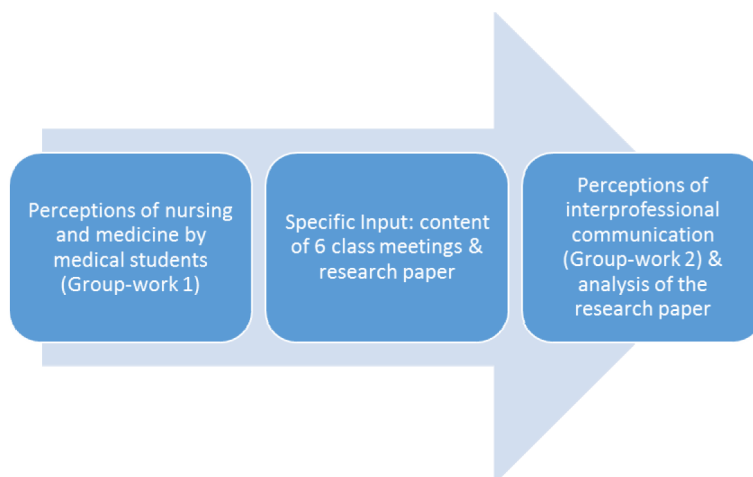 Perceptions of nursing
and medicine by
medical students
(Group-work 1)
Specific Input: content
of 6 class meetings &
research paper
Perceptions of
interprofessional
communication
(Group-work 2) &
analysis of the
research paper